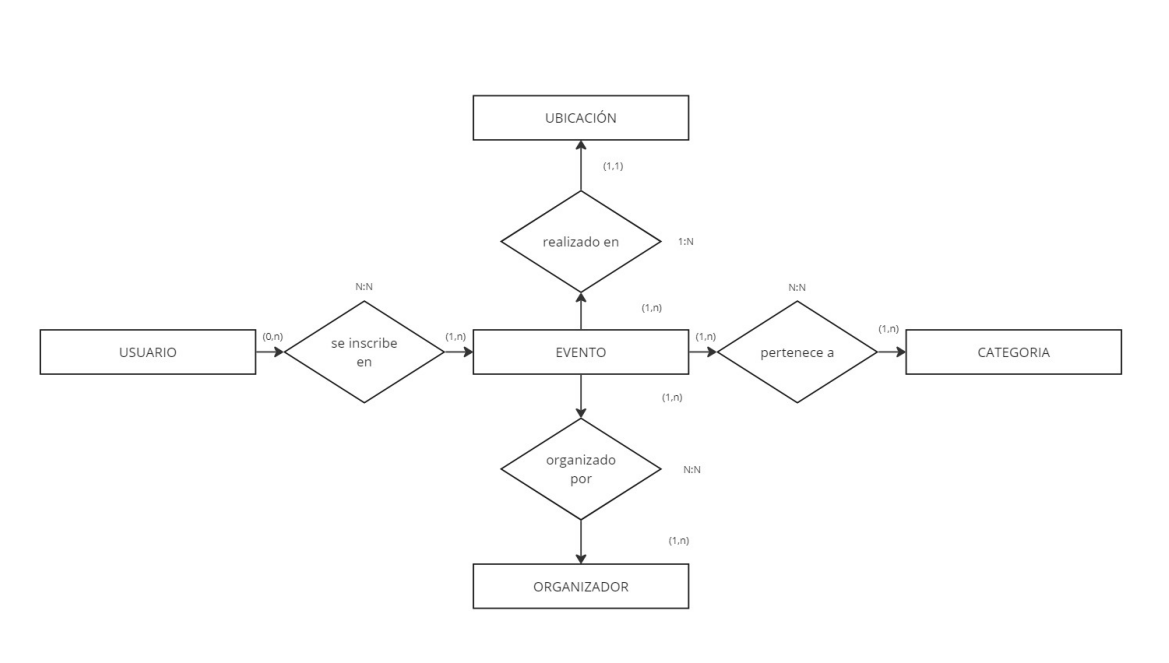 UBICACIÓN
(1,1)
realizado en
1:N
(1,n)
N:N
N:N
USUARIO
(0,n)
se inscribe
en
(1,n)
EVENTO
(1,n)
pertenece a
(1,n)
CATEGORIA
(1,n)
organizado
por
N:N
(1,n)
ORGANIZADOR